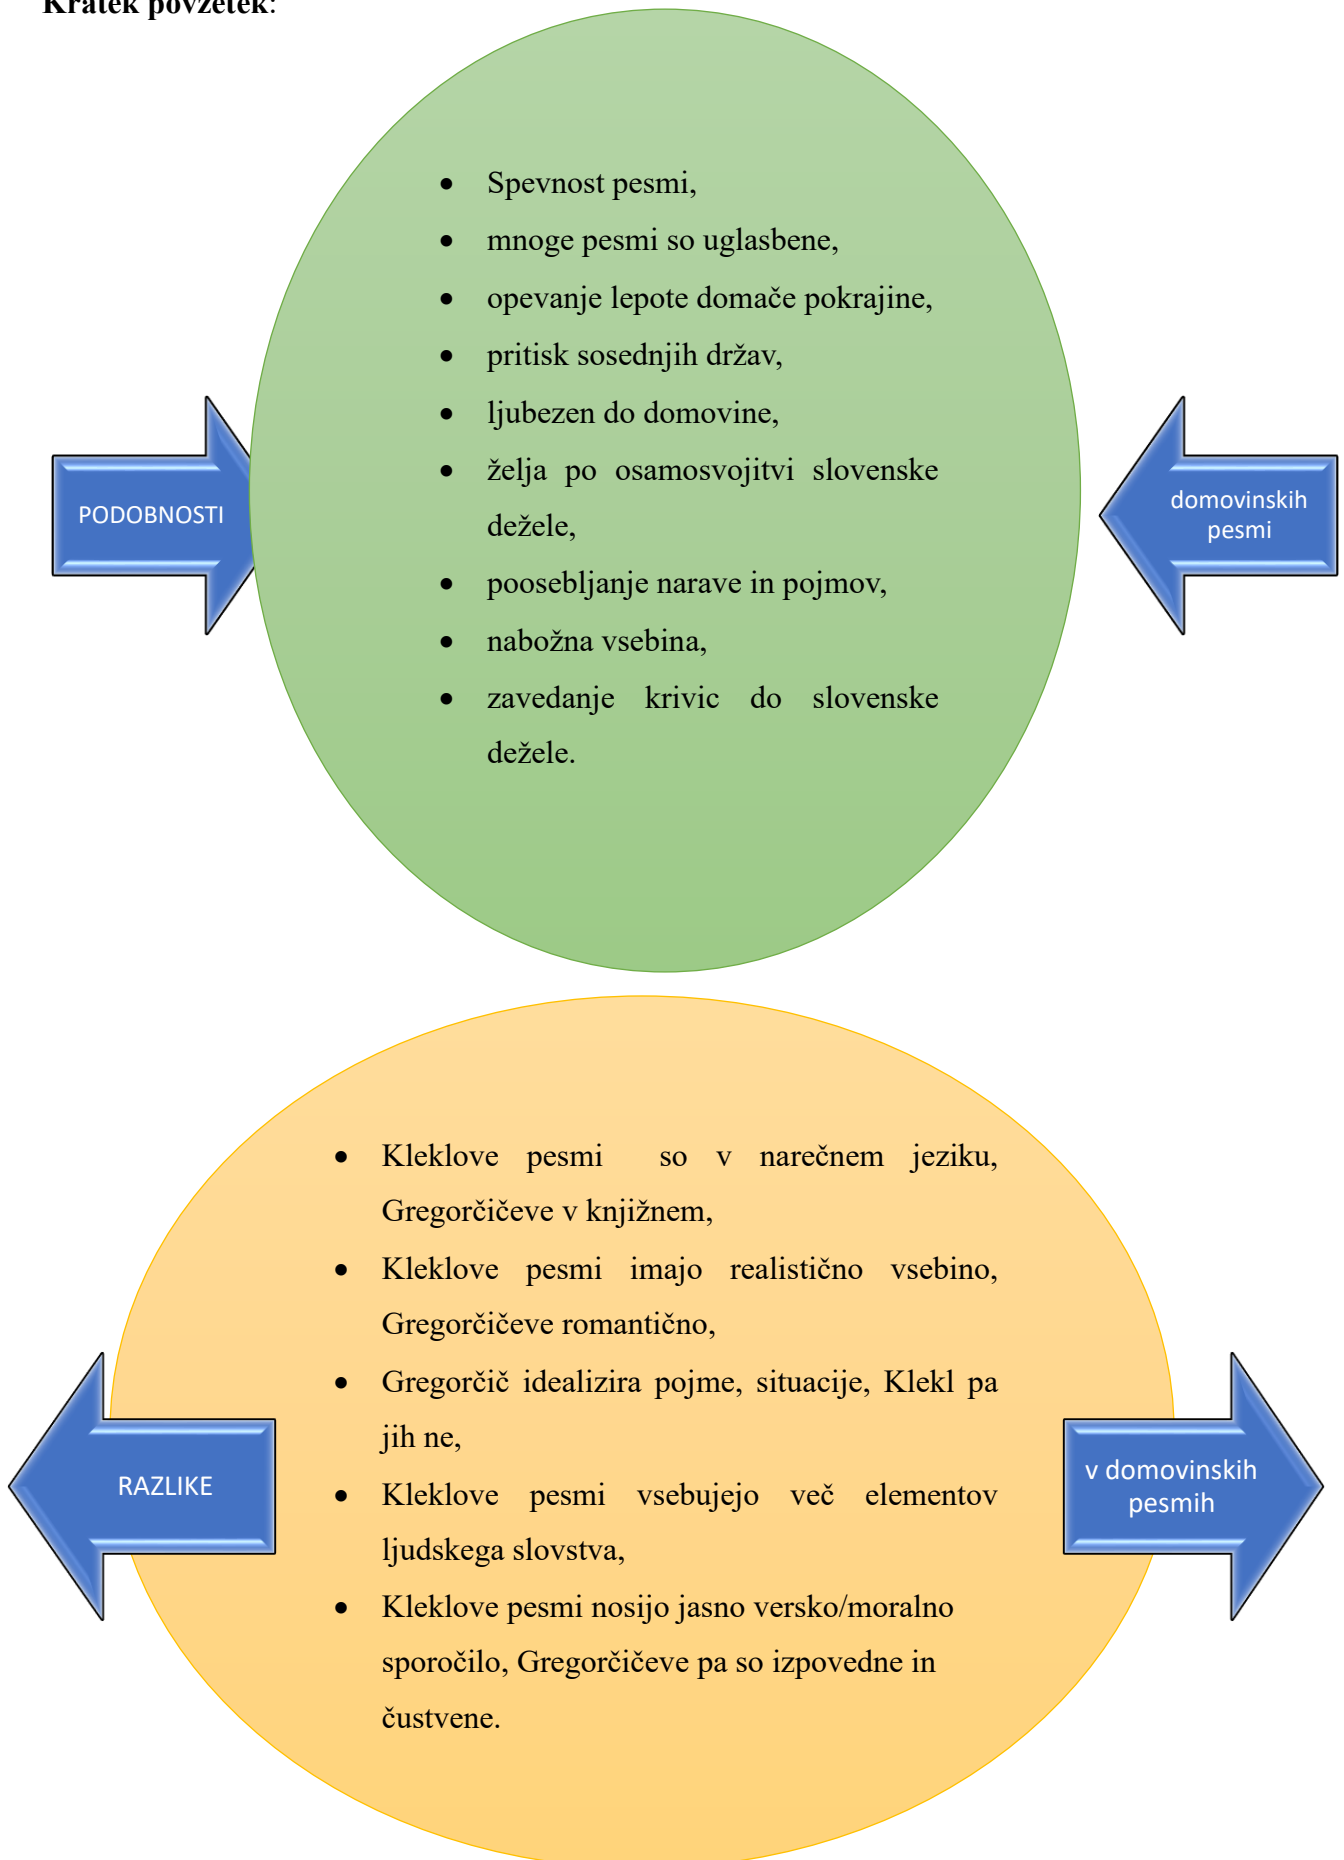 Kratek povzetek:
• Spevnost pesmi,
• mnoge pesmi so uglasbene,
• opevanje lepote domače pokrajine,
• pritisk sosednjih držav,
• ljubezen do domovine,
• želja po osamosvojitvi slovenske
dežele,
• poosebljanje narave in pojmov,
• nabožna vsebina,
• zavedanje krivic do slovenske
dežele.
PODOBNOSTI
domovinskih
pesmi
• Kleklove pesmi so v narečnem jeziku,
Gregorčičeve v knjižnem,
• Kleklove pesmi imajo realistično vsebino,
Gregorčičeve romantično,
• Gregorčič idealizira pojme, situacije, Klekl pa
jih ne,
• Kleklove pesmi vsebujejo več elementov
ljudskega slovstva,
• Kleklove pesmi nosijo jasno versko/moralno
sporočilo, Gregorčičeve pa so izpovedne in
čustvene.
RAZLIKE
v domovinskih
pesmih